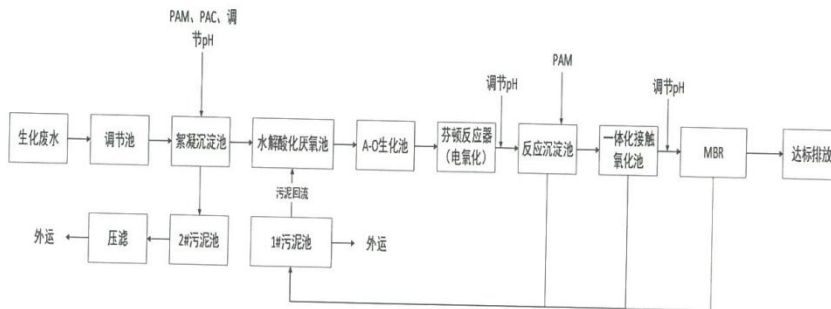 PAM、PAC、调
节pH
PAM
调节pH
调节pH
生化废水
调节池
絮凝沉淀池
水解酸化厌氧池
A-O生化池
芬顿反应器
（电氧化）
反应沉淀池
一体化接触
氧化池
MBR
达标排放
污泥回流
外运
压滤
2#污泥池
1#污泥池
外运